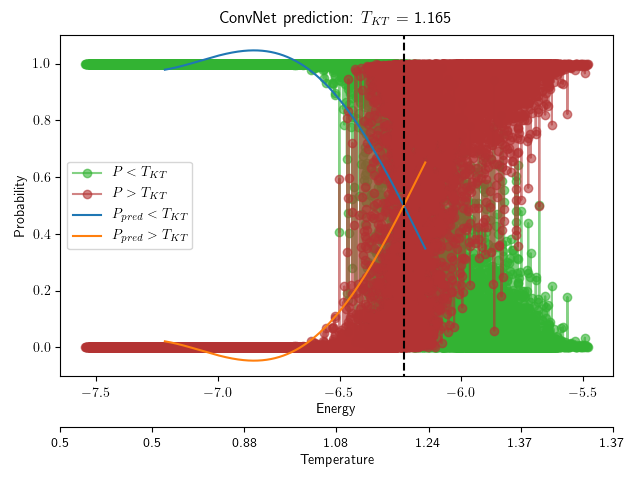 ConvNet prediction: T_{KT} = 1.165
Probability
1.0
0.8
0.6
0.4
0.2
0.0
P < T_{KT}
P > T_{KT}
P_{pred} < T_{KT}
P_{pred} > T_{KT}
−7.5 −7.0 −6.5 −6.0 −5.5
Energy
0.5 0.5 0.88 1.08 1.24 1.37 1.37
Temperature